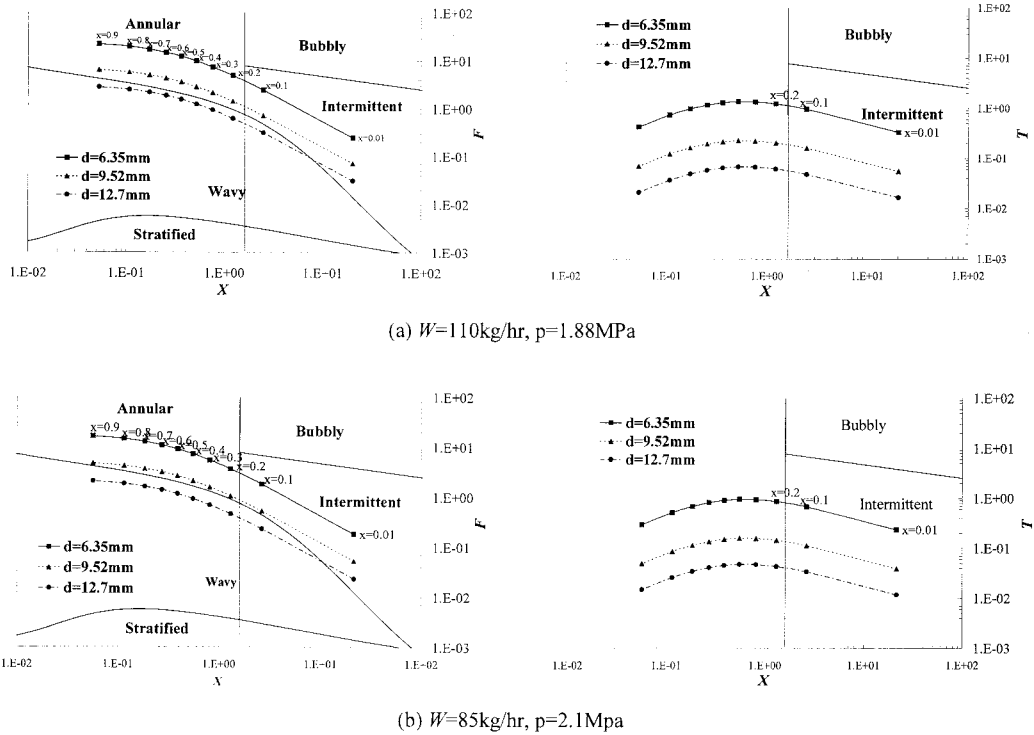 Annular
Bubbly
x=0.9
x=0.8
x=0.7
x=0.6
x=0.5
x=0.4
x=0.3
x=0.2
x=0.1
x=0.01
Intermittent
d=6.35mm
d=9.52mm
d=12.7mm
Wavy
Stratified
1.E+02
1.E+01
1.E+00
1.E-01
1.E-02
1.E-03
F
1.E-02
1.E-01
1.E+00
1.E+01
1.E+02
X
d=6.35mm
d=9.52mm
d=12.7mm
Bubbly
Intermittent
x=0.2
x=0.1
x=0.01
1.E+02
1.E+01
1.E+00
1.E-01
1.E-02
1.E-03
T
1.E-02
1.E-01
1.E+00
1.E+01
1.E+02
X
(a) W=110kg/hr, p=1.88MPa
Annular
Bubbly
x=0.9
x=0.8
x=0.7
x=0.6
x=0.5
x=0.4
x=0.3
x=0.2
x=0.1
x=0.01
Intermittent
d=6.35mm
d=9.52mm
d=12.7mm
Wavy
Stratified
1.E+02
1.E+01
1.E+00
1.E-01
1.E-02
1.E-03
F
1.E-02
1.E-01
1.E+00
1.E+01
1.E+02
X
d=6.35mm
d=9.52mm
d=12.7mm
Bubbly
Intermittent
x=0.2
x=0.1
x=0.01
1.E+02
1.E+01
1.E+00
1.E-01
1.E-02
1.E-03
T
1.E-02
1.E-01
1.E+00
1.E+01
1.E+02
X
(b) W=85kg/hr, p=2.1Mpa